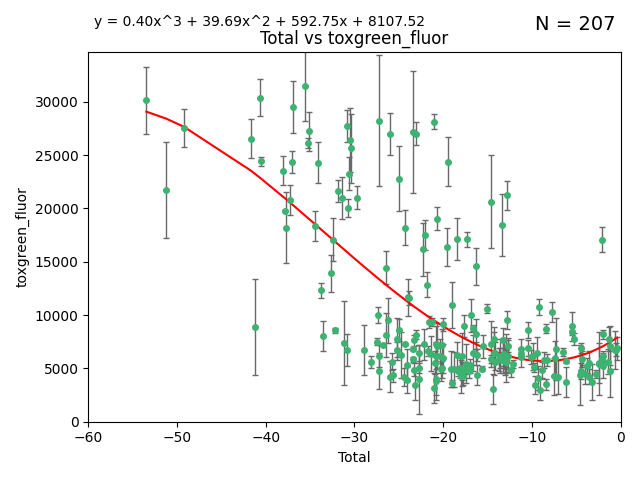 y = 0.40x^3 + 39.69x^2 + 592.75x + 8107.52
N = 207
Total vs toxgreen_fluor
30000
25000
20000
15000
10000
5000
0
toxgreen_fluor
−60
−50
−40
−30
−20
−10
0
Total